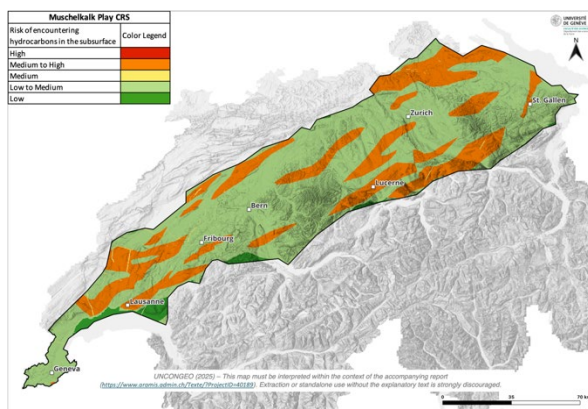 Muschelkalk Play CRS
Risk of encountering hydrocarbons in the subsurface
Color Legend
High
Medium to High
Medium
Low to Medium
Low
UNIVERSITÉ
DE GENÈVE
N
St. Gallen
Zurich
Lucerne
Bern
Fribourg
Lausanne
Geneva
UNCONGEO (2025) – This map must be interpreted within the context of the accompanying report
(https://www.aramis.admin.ch/Texte/?ProjectID=40189). Extraction or standalone use without the explanatory text is strongly discouraged.
0 35 70